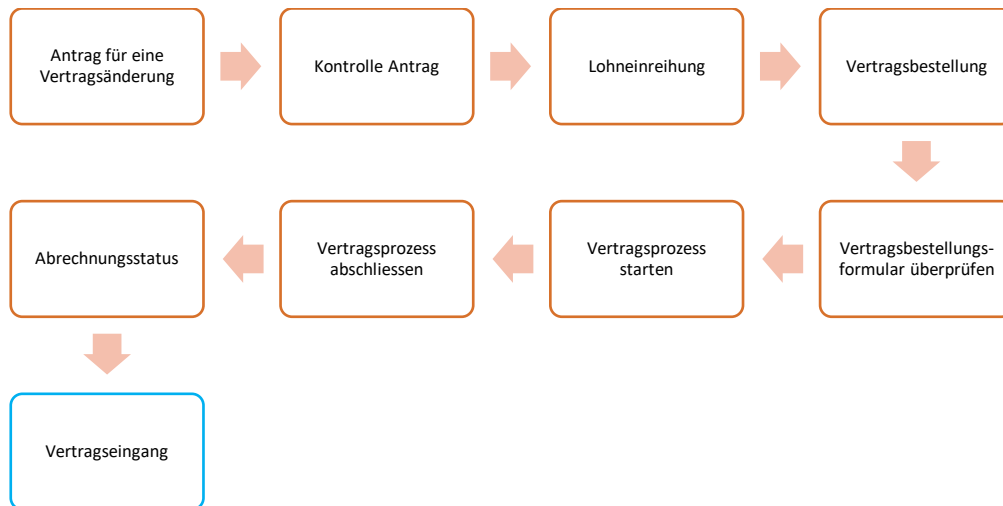 Antrag für eine
Vertragsänderung
Kontrolle Antrag
Lohneinreihung
Vertragsbestellung
Vertragsbestellungs-
formular überprüfen
Vertragsprozess
starten
Vertragsprozess
abschliessen
Abrechnungsstatus
Vertragseingang